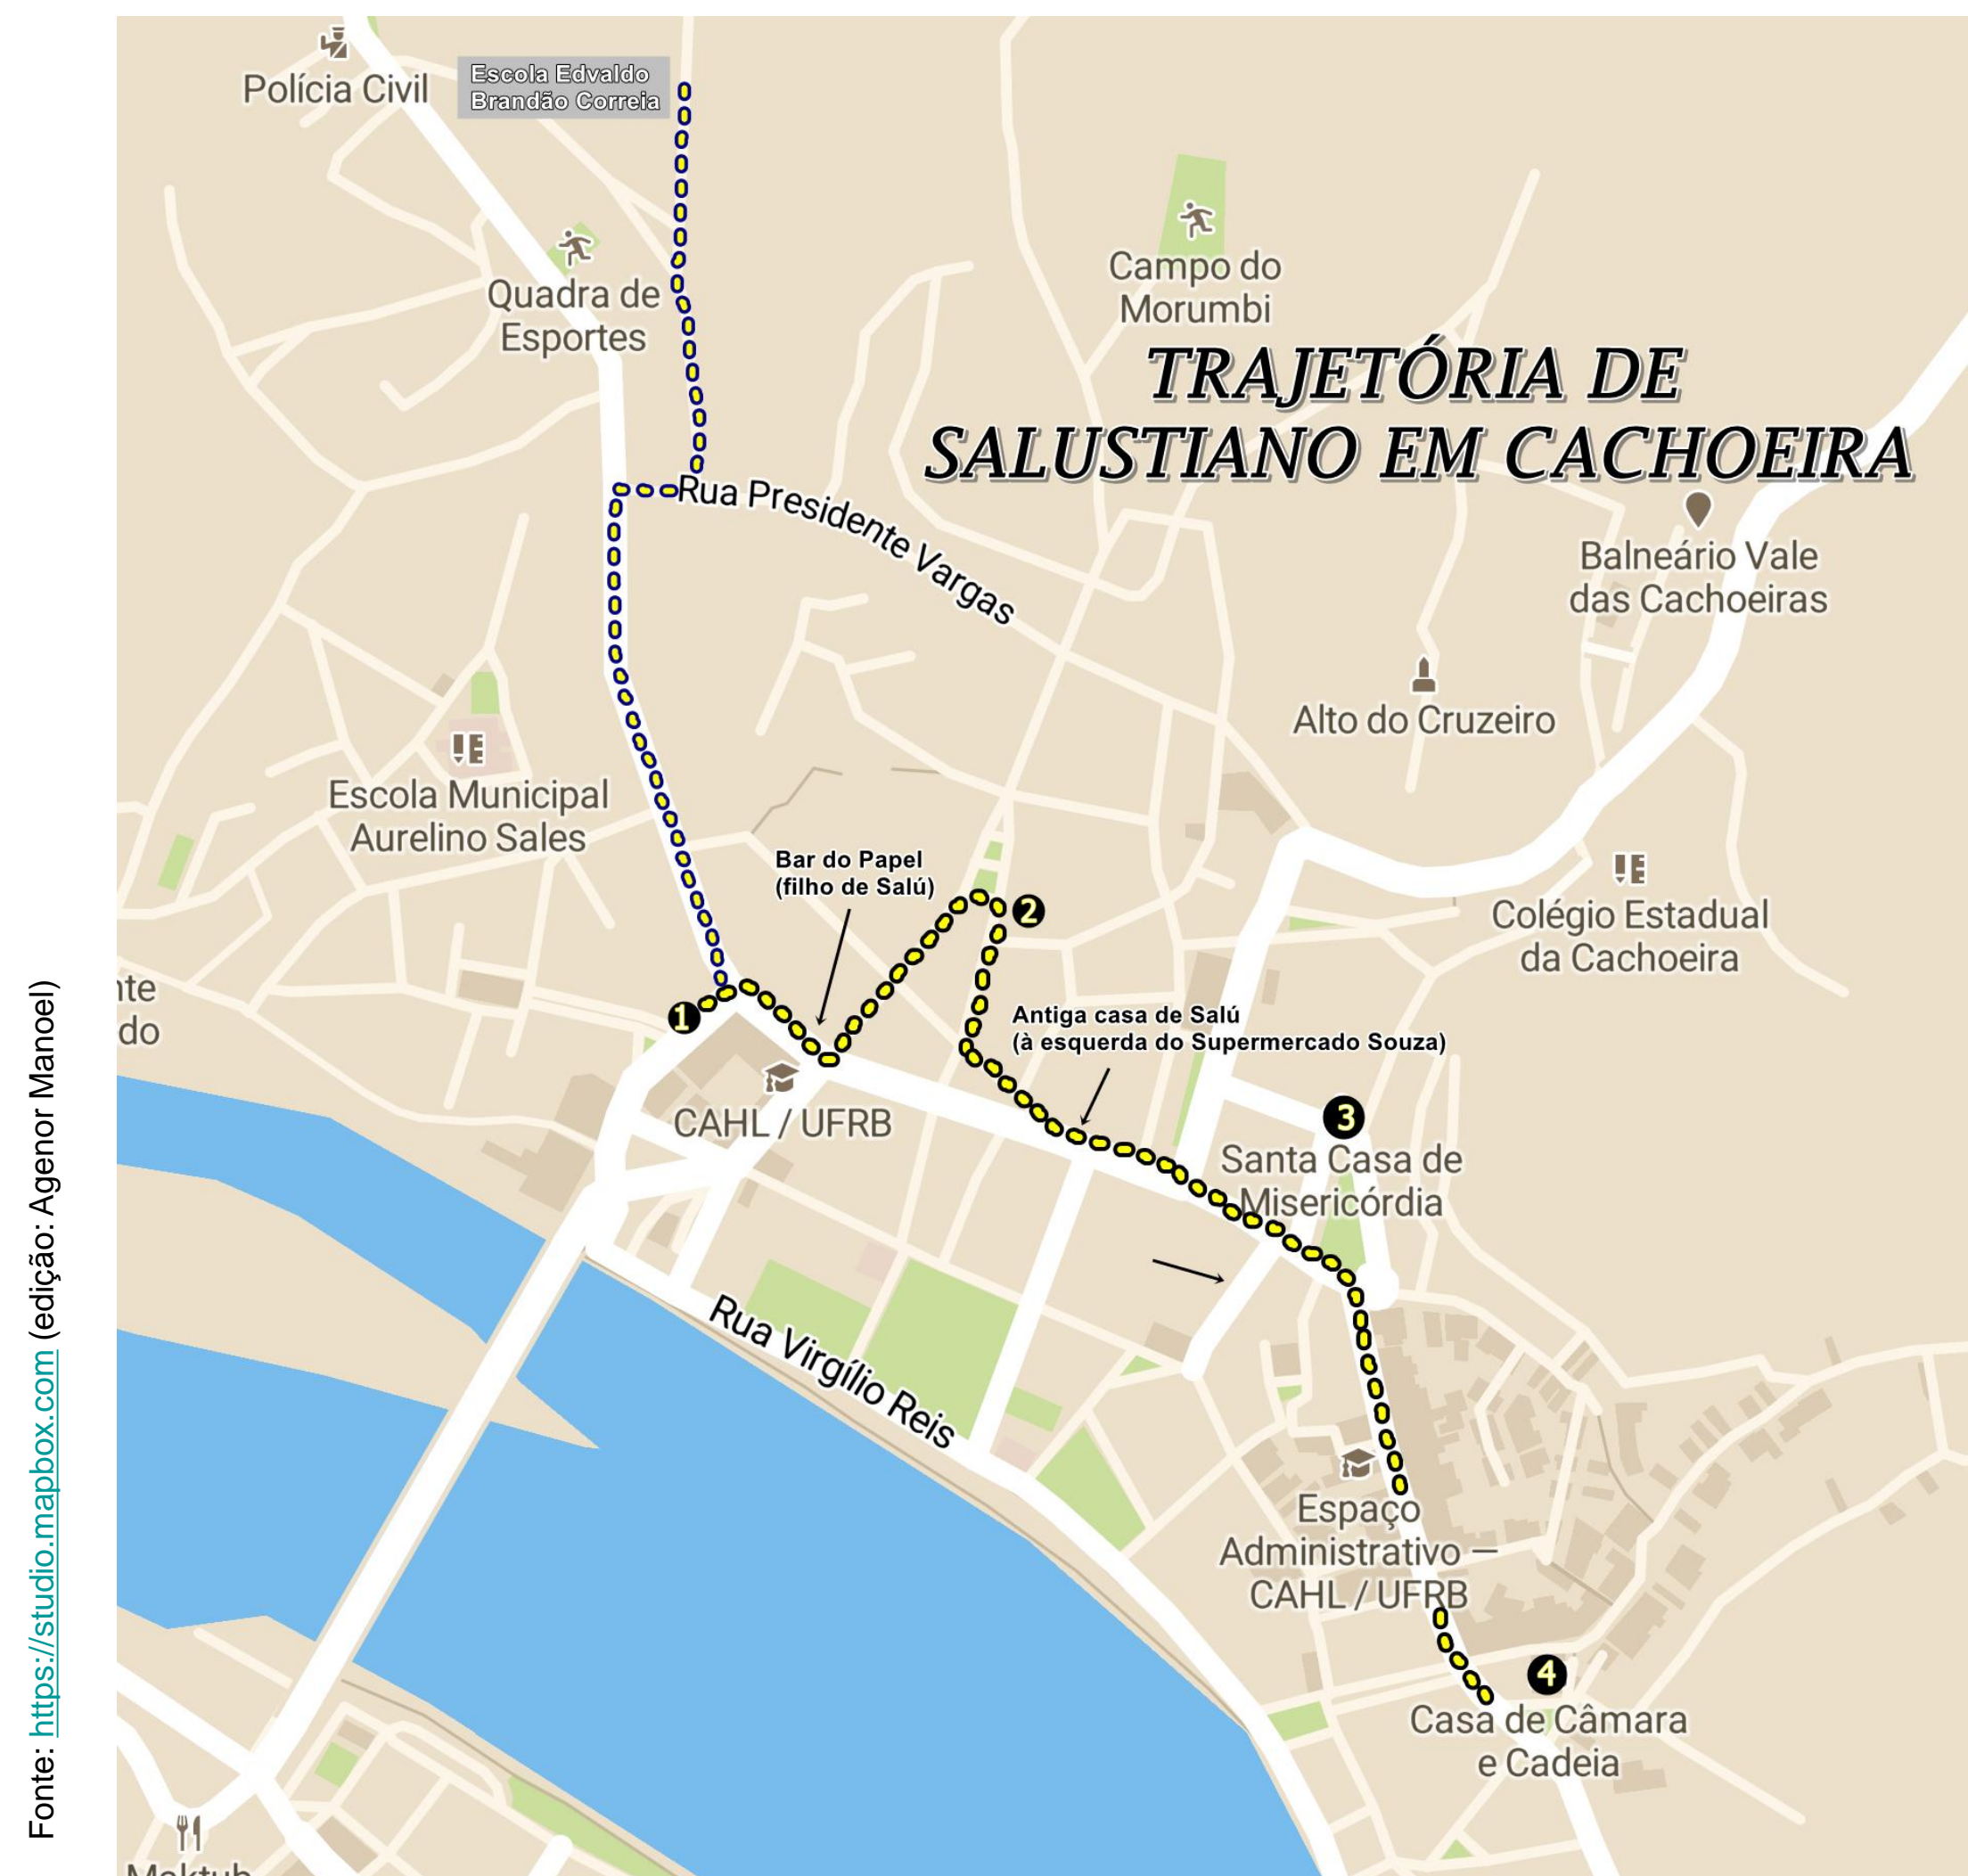 Polícia Civil
Escola Edvaldo
Brandão Correia
Quadra de
Esportes
Campo do
Morumbi
TRAJETÓRIA DE
SALUSTIANO EM CACHOEIRA
Rua Presidente Vargas
Balneário Vale
das Cachoeiras
Alto do Cruzeiro
Escola Municipal
Aurelino Sales
Bar do Papel
(filho de Salú)
2
Colégio Estadual
da Cachoeira
nte
do
1
Antiga casa de Salú
(à esquerda do Supermercado Souza)
CAHL / UFRB
3
Santa Casa de
Misericórdia
Rua Virgílio Reis
Espaço
Administrativo —
CAHL / UFRB
4
Casa de Câmara
e Cadeia
Maktub
Fonte: https://studio.mapbox.com (edição: Agenor Manoel)